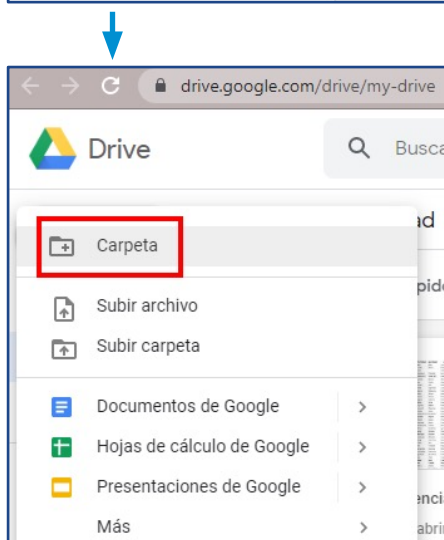 drive.google.com/drive/my-drive
Drive
Busca
Carpeta
Subir archivo
Subir carpeta
Documentos de Google
Hojas de cálculo de Google
Presentaciones de Google
Más